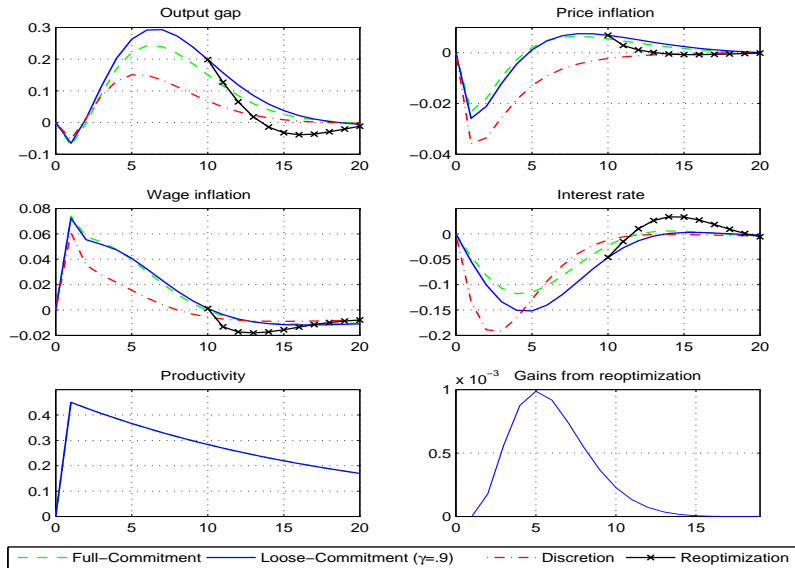 Output gap
0.3
0.2
0.1
0
−0.1
0 5 10 15 20
Price inflation
0
−0.02
−0.04
0 5 10 15 20
Wage inflation
0.08
0.06
0.04
0.02
0
−0.02
0 5 10 15 20
Interest rate
0
−0.05
−0.1
−0.15
−0.2
0 5 10 15 20
Productivity
0.4
0.3
0.2
0.1
0
0 5 10 15 20
Gains from reoptimization
x 10⁻³
1
0.5
0
5 10 15
Full−Commitment Loose−Commitment (γ=.9) Discretion Reoptimization